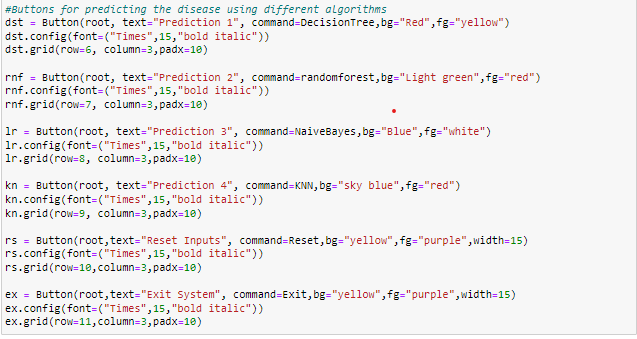 #Buttons for predicting the disease using different algorithms
dst = Button(root, text="Prediction 1", command=DecisionTree,bg="Red",fg="yellow")
dst.config(font=("Times",15,"bold italic"))
dst.grid(row=6, column=3,padx=10)
rnf = Button(root, text="Prediction 2", command=randomforest,bg="Light green",fg="red")
rnf.config(font=("Times",15,"bold italic"))
rnf.grid(row=7, column=3,padx=10)
lr = Button(root, text="Prediction 3", command=NaiveBayes,bg="Blue",fg="white")
lr.config(font=("Times",15,"bold italic"))
lr.grid(row=8, column=3,padx=10)
kn = Button(root, text="Prediction 4", command=KNN,bg="sky blue",fg="red")
kn.config(font=("Times",15,"bold italic"))
kn.grid(row=9, column=3,padx=10)
rs = Button(root,text="Reset Inputs", command=Reset,bg="yellow",fg="purple",width=15)
rs.config(font=("Times",15,"bold italic"))
rs.grid(row=10,column=3,padx=10)
ex = Button(root,text="Exit System", command=Exit,bg="yellow",fg="purple",width=15)
ex.config(font=("Times",15,"bold italic"))
ex.grid(row=11,column=3,padx=10)